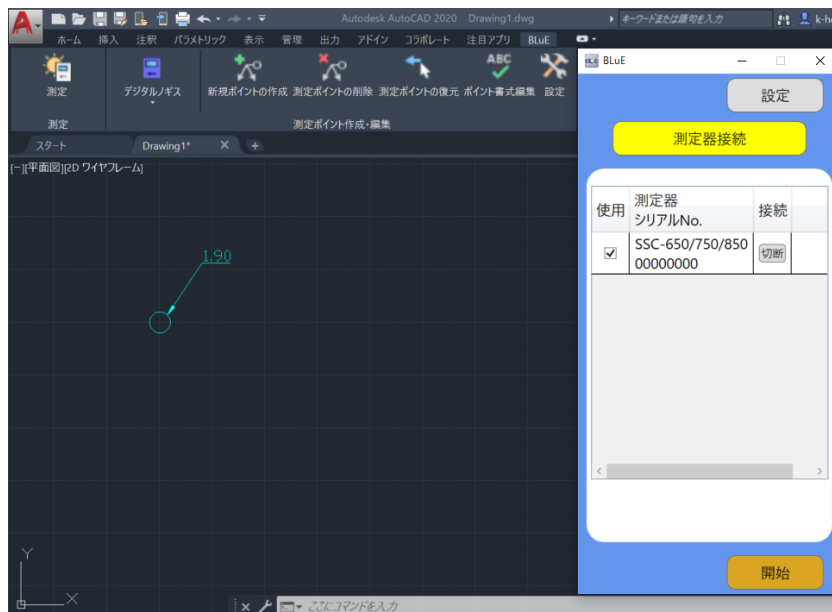 Autodesk AutoCAD 2020 Drawing1.dwg
キーワードまたは語句を入力
ホーム 挿入 注釈 パラメトリック 表示 管理 出力 アドイン コラボレート 注目アプリ BLuE
測定
デジタルノギス
新規ポイントの作成
測定ポイントの削除
測定ポイントの復元
ABC
ポイント書式編集
設定
測定
測定ポイント作成・編集
スタート
Drawing1*
[−][平面図][2D ワイヤフレーム]
1.90
Y
X
ここにコマンドを入力
BLuE
設定
測定器接続
使用
測定器
シリアルNo.
接続
SSC-650/750/850
00000000
切断
開始